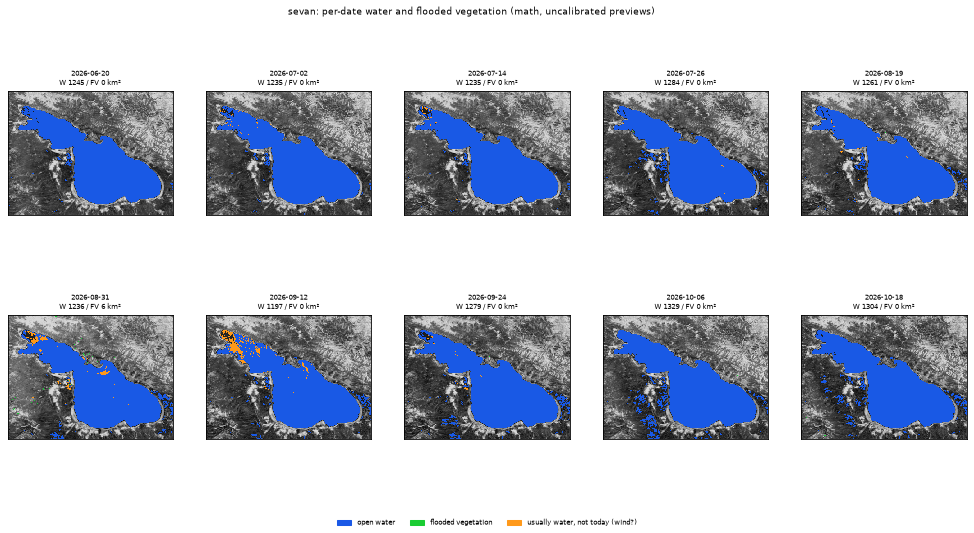 sevan: per-date water and flooded vegetation (math, uncalibrated previews)
2026-06-20
W 1245 / FV 0 km²
2026-07-02
W 1235 / FV 0 km²
2026-07-14
W 1235 / FV 0 km²
2026-07-26
W 1284 / FV 0 km²
2026-08-19
W 1261 / FV 0 km²
2026-08-31
W 1236 / FV 6 km²
2026-09-12
W 1197 / FV 0 km²
2026-09-24
W 1279 / FV 0 km²
2026-10-06
W 1329 / FV 0 km²
2026-10-18
W 1304 / FV 0 km²
open water
flooded vegetation
usually water, not today (wind?)